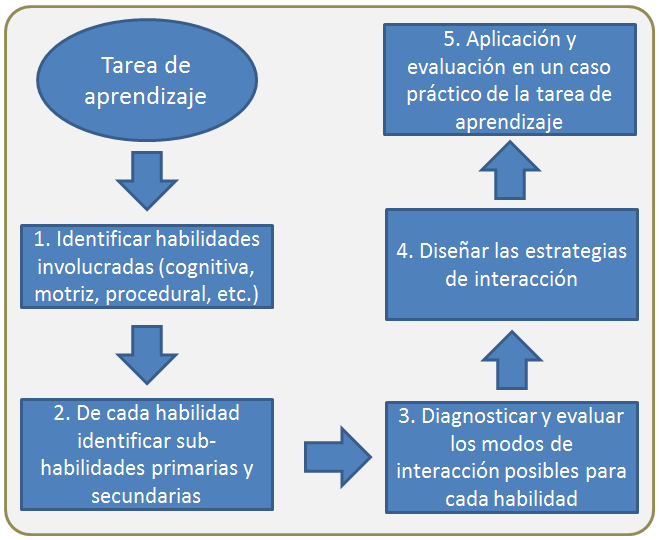 Tarea de
aprendizaje
1. Identificar habilidades
involucradas (cognitiva,
motriz, procedural, etc.)
2. De cada habilidad
identificar sub-
habilidades primarias y
secundarias
3. Diagnosticar y evaluar
los modos de
interacción posibles para
cada habilidad
4. Diseñar las estrategias
de interacción
5. Aplicación y
evaluación en un caso
práctico de la tarea de
aprendizaje